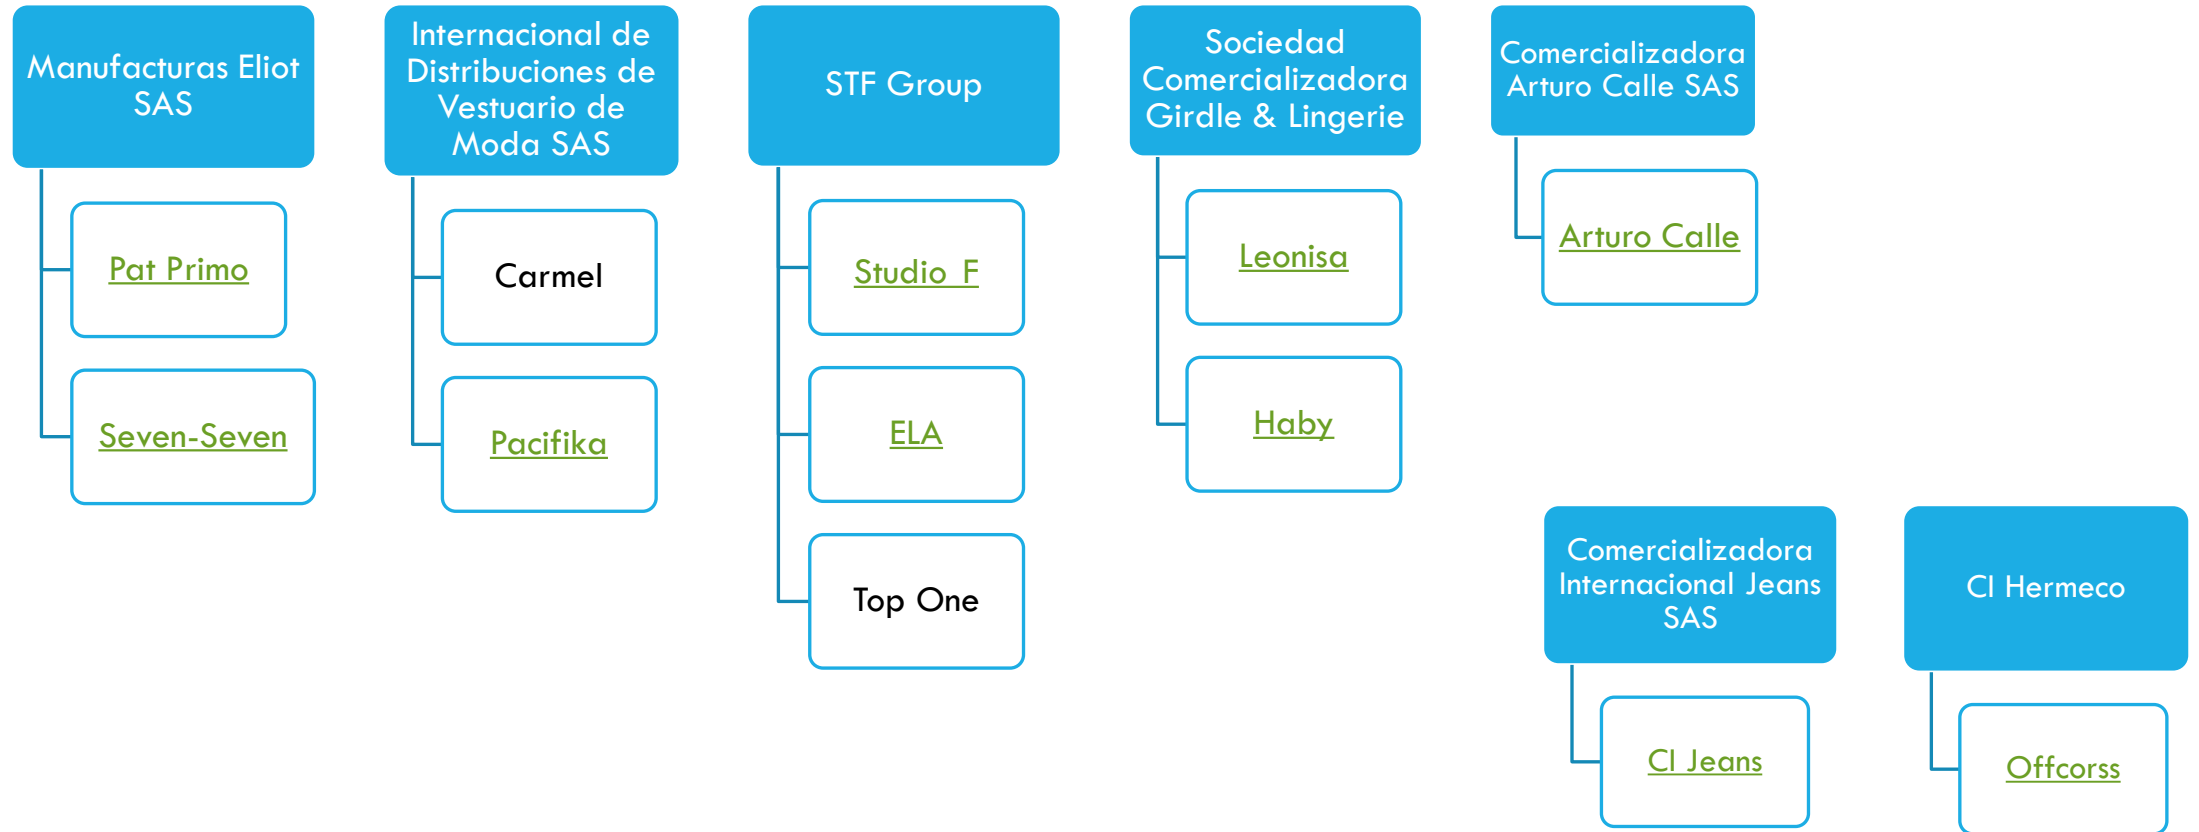 Manufacturas Eliot
SAS
Pat Primo
Seven-Seven
Internacional de
Distribuciones de
Vestuario de
Moda SAS
Carmel
Pacifika
STF Group
Studio F
ELA
Top One
Sociedad
Comercializadora
Girdle & Lingerie
Leonisa
Haby
Comercializadora
Arturo Calle SAS
Arturo Calle
Comercializadora
Internacional Jeans
SAS
CI Jeans
CI Hermeco
Offcorss